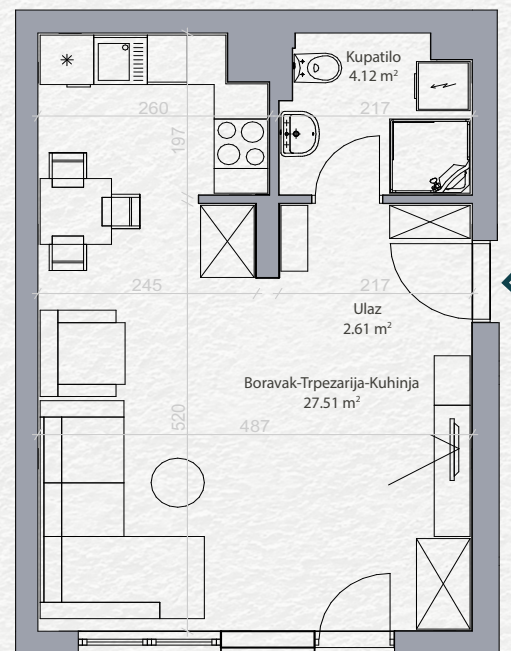 Kupatilo
4.12 m²
260
217
197
245
217
Ulaz
2.61 m²
Boravak-Trpezarija-Kuhinja
27.51 m²
520
487